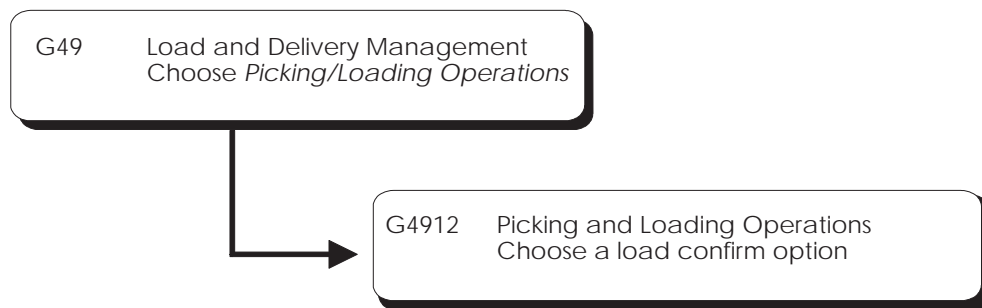 G49 Load and Delivery Management
Choose Picking/Loading Operations
G4912 Picking and Loading Operations
Choose a load confirm option